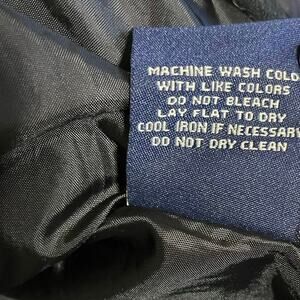 MACHINE WASH COLD
WITH LIKE COLORS
DO NOT BLEACH
LAY FLAT TO DRY
COOL IRON IF NECESSARY
DO NOT DRY CLEAN